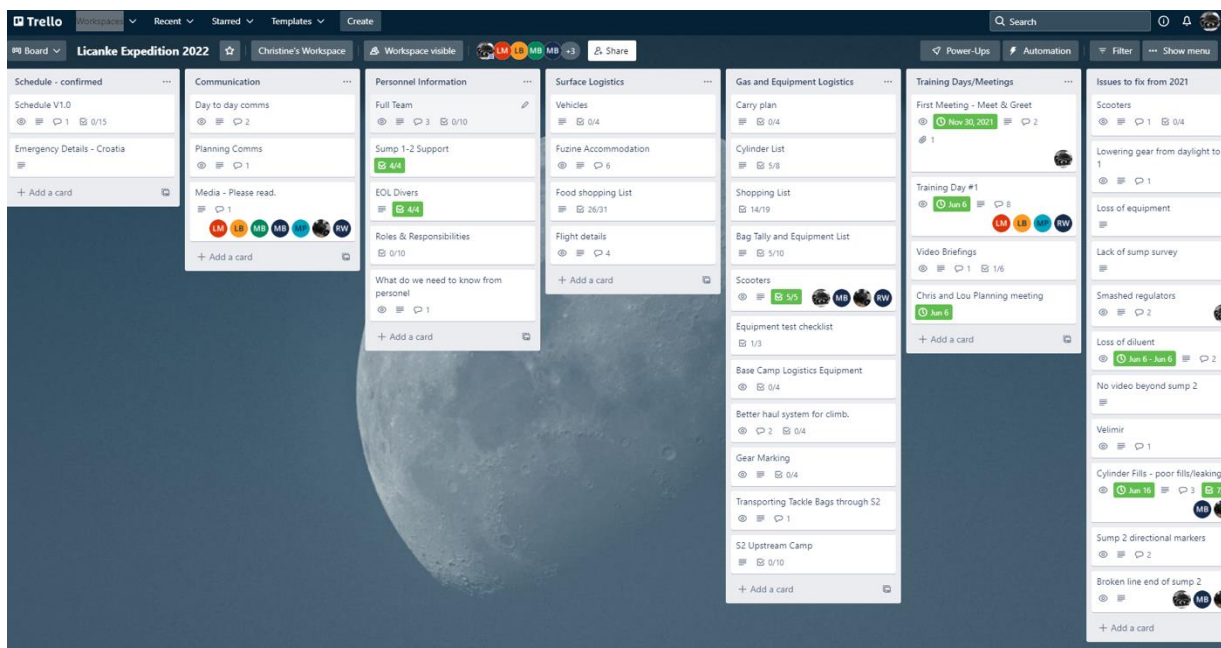 Trello
Workspaces
Recent
Starred
Templates
Create
Search
Board
Licanke Expedition 2022
Christine's Workspace
Workspace visible
LM LB MB MB +3
Share
Power-Ups
Automation
Filter
Show menu
Schedule - confirmed
Schedule V1.0
1 0/15
Emergency Details - Croatia
+ Add a card
Communication
Day to day comms
2
Planning Comms
1
Media - Please read.
1
LM LB MB MB MP RW
+ Add a card
Personnel Information
Full Team
3 0/10
Sump 1-2 Support
4/4
EOL Divers
4/4
Roles & Responsibilities
0/10
What do we need to know from
personel
1
+ Add a card
Surface Logistics
Vehicles
0/4
Fuzine Accommodation
6
Food shopping List
26/31
Flight details
4
+ Add a card
Gas and Equipment Logistics
Carry plan
0/4
Cylinder List
5/8
Shopping List
14/19
Bag Tally and Equipment List
5/10
Scooters
5/5 MB RW
Equipment test checklist
1/3
Base Camp Logistics Equipment
0/4
Better haul system for climb.
2 0/4
Gear Marking
0/4
Transporting Tackle Bags through S2
1
S2 Upstream Camp
0/10
+ Add a card
Training Days/Meetings
First Meeting - Meet & Greet
Nov 30, 2021 2
1
Training Day #1
Jun 6 8
LM LB MP RW
Video Briefings
1 1/6
Chris and Lou Planning meeting
Jun 6
+ Add a card
Issues to fix from 2021
Scooters
1 0/4
Lowering gear from daylight to
1
1
Loss of equipment
Lack of sump survey
Smashed regulators
2
Loss of diluent
Jun 6 - Jun 6 2
No video beyond sump 2
Velimir
1
Cylinder Fills - poor fills/leaking
Jun 16 3 7
MB
Sump 2 directional markers
2
Broken line end of sump 2
MB
+ Add a card